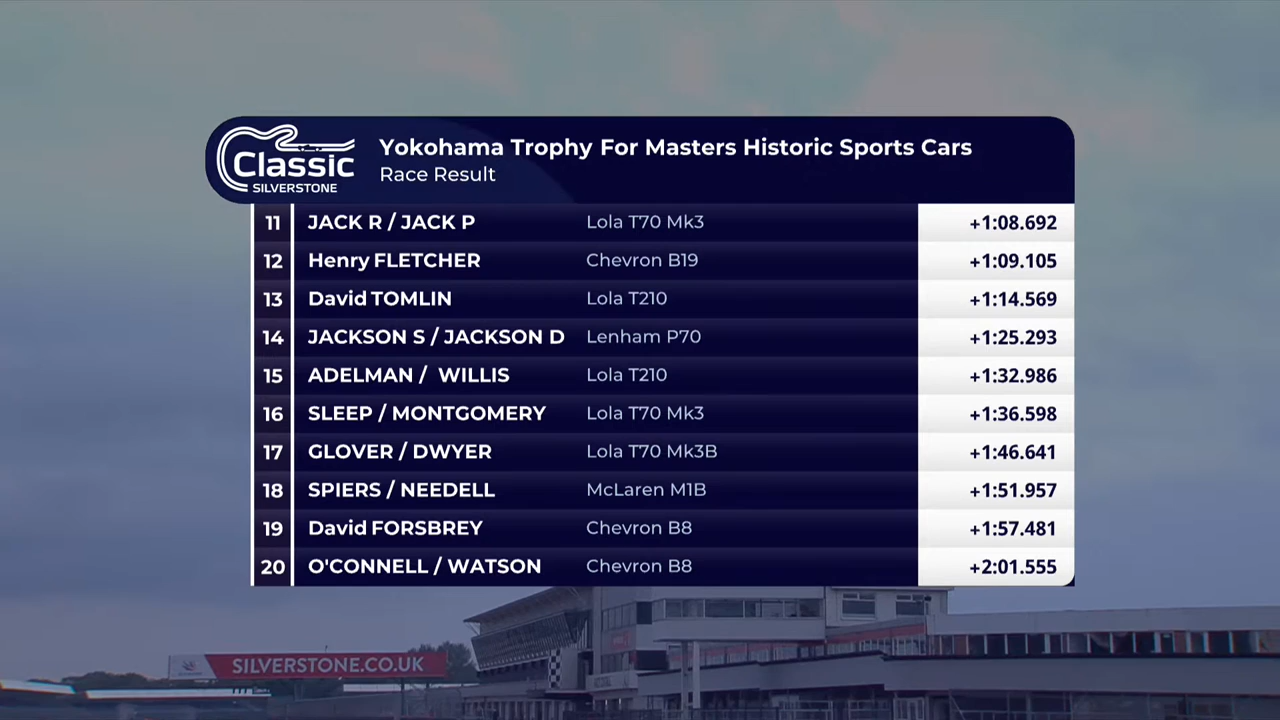 Classic
SILVERSTONE
Yokohama Trophy For Masters Historic Sports Cars
Race Result
11 JACK R / JACK P Lola T70 Mk3 +1:08.692
12 Henry FLETCHER Chevron B19 +1:09.105
13 David TOMLIN Lola T210 +1:14.569
14 JACKSON S / JACKSON D Lenham P70 +1:25.293
15 ADELMAN / WILLIS Lola T210 +1:32.986
16 SLEEP / MONTGOMERY Lola T70 Mk3 +1:36.598
17 GLOVER / DWYER Lola T70 Mk3B +1:46.641
18 SPIERS / NEEDELL McLaren M1B +1:51.957
19 David FORSBREY Chevron B8 +1:57.481
20 O'CONNELL / WATSON Chevron B8 +2:01.555
SILVERSTONE.CO.UK